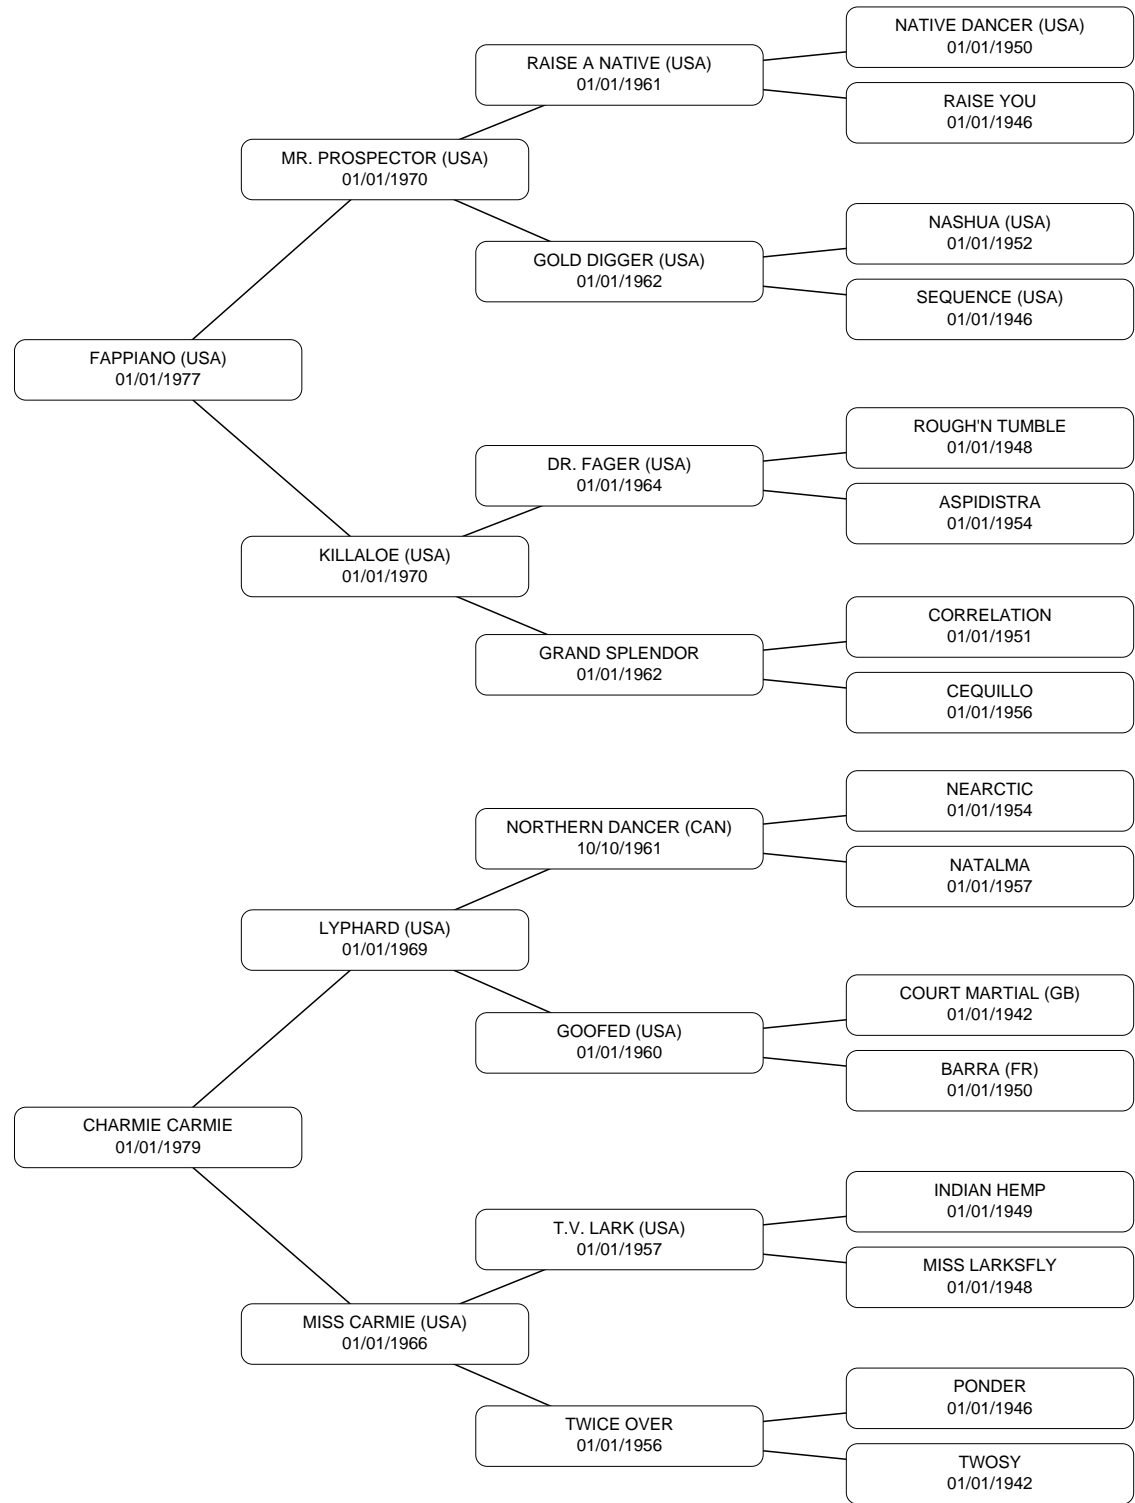 NATIVE DANCER (USA)
01/01/1950
RAISE A NATIVE (USA)
01/01/1961
RAISE YOU
01/01/1946
MR. PROSPECTOR (USA)
01/01/1970
NASHUA (USA)
01/01/1952
GOLD DIGGER (USA)
01/01/1962
SEQUENCE (USA)
01/01/1946
FAPPIANO (USA)
01/01/1977
ROUGH'N TUMBLE
01/01/1948
DR. FAGER (USA)
01/01/1964
ASPIDISTRA
01/01/1954
KILLALOE (USA)
01/01/1970
CORRELATION
01/01/1951
GRAND SPLENDOR
01/01/1962
CEQUILLO
01/01/1956
NEARCTIC
01/01/1954
NORTHERN DANCER (CAN)
10/10/1961
NATALMA
01/01/1957
LYPHARD (USA)
01/01/1969
COURT MARTIAL (GB)
01/01/1942
GOOFED (USA)
01/01/1960
BARRA (FR)
01/01/1950
CHARMIE CARMIE
01/01/1979
INDIAN HEMP
01/01/1949
T.V. LARK (USA)
01/01/1957
MISS LARKSFLY
01/01/1948
MISS CARMIE (USA)
01/01/1966
PONDER
01/01/1946
TWICE OVER
01/01/1956
TWOSY
01/01/1942